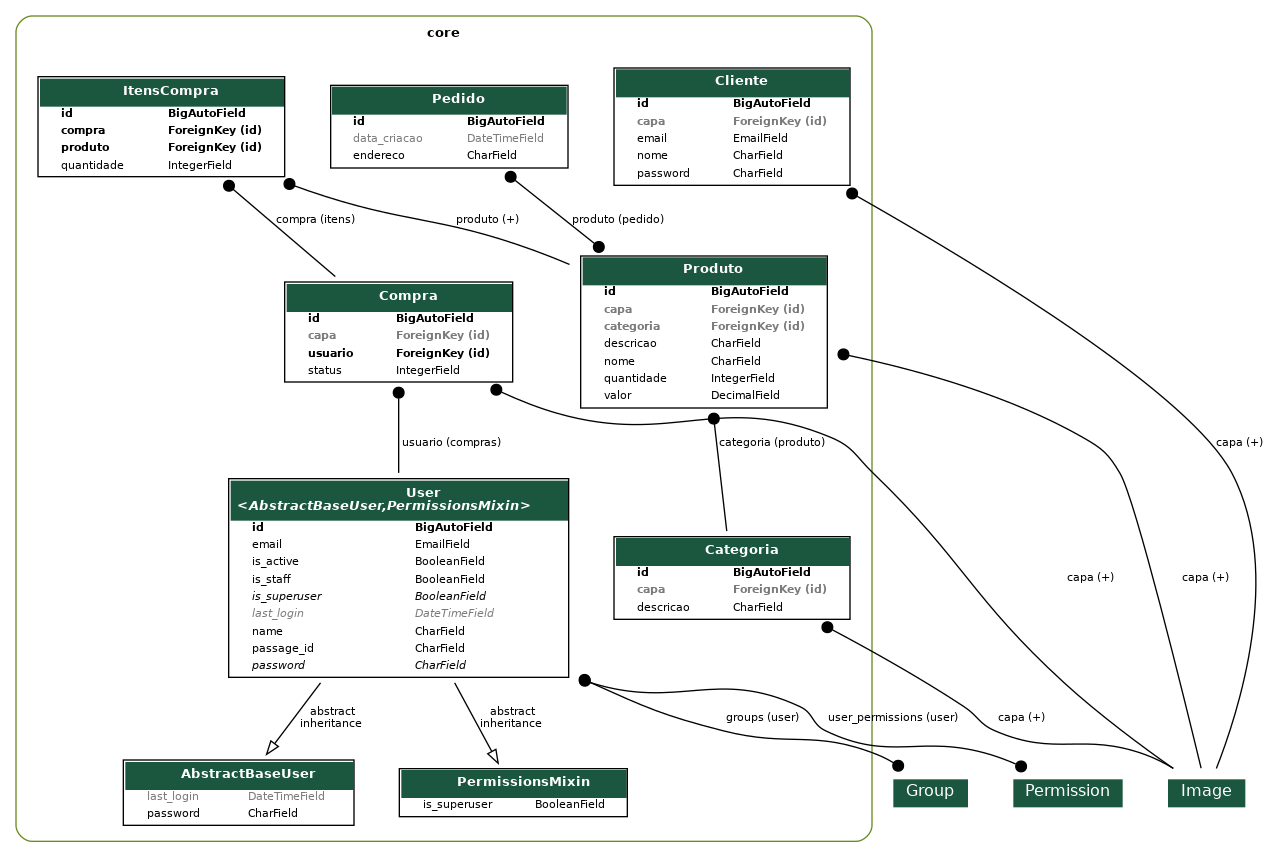 core
ItensCompra
id BigAutoField
compra ForeignKey (id)
produto ForeignKey (id)
quantidade IntegerField
Pedido
id BigAutoField
data_criacao DateTimeField
endereco CharField
Cliente
id BigAutoField
capa ForeignKey (id)
email EmailField
nome CharField
password CharField
compra (itens)
produto (+)
produto (pedido)
Compra
id BigAutoField
capa ForeignKey (id)
usuario ForeignKey (id)
status IntegerField
Produto
id BigAutoField
capa ForeignKey (id)
categoria ForeignKey (id)
descricao CharField
nome CharField
quantidade IntegerField
valor DecimalField
usuario (compras)
categoria (produto)
capa (+)
User
<AbstractBaseUser,PermissionsMixin>
id BigAutoField
email EmailField
is_active BooleanField
is_staff BooleanField
is_superuser BooleanField
last_login DateTimeField
name CharField
passage_id CharField
password CharField
Categoria
id BigAutoField
capa ForeignKey (id)
descricao CharField
capa (+)
capa (+)
abstract
inheritance
abstract
inheritance
groups (user)
user_permissions (user)
capa (+)
AbstractBaseUser
last_login DateTimeField
password CharField
PermissionsMixin
is_superuser BooleanField
Group
Permission
Image